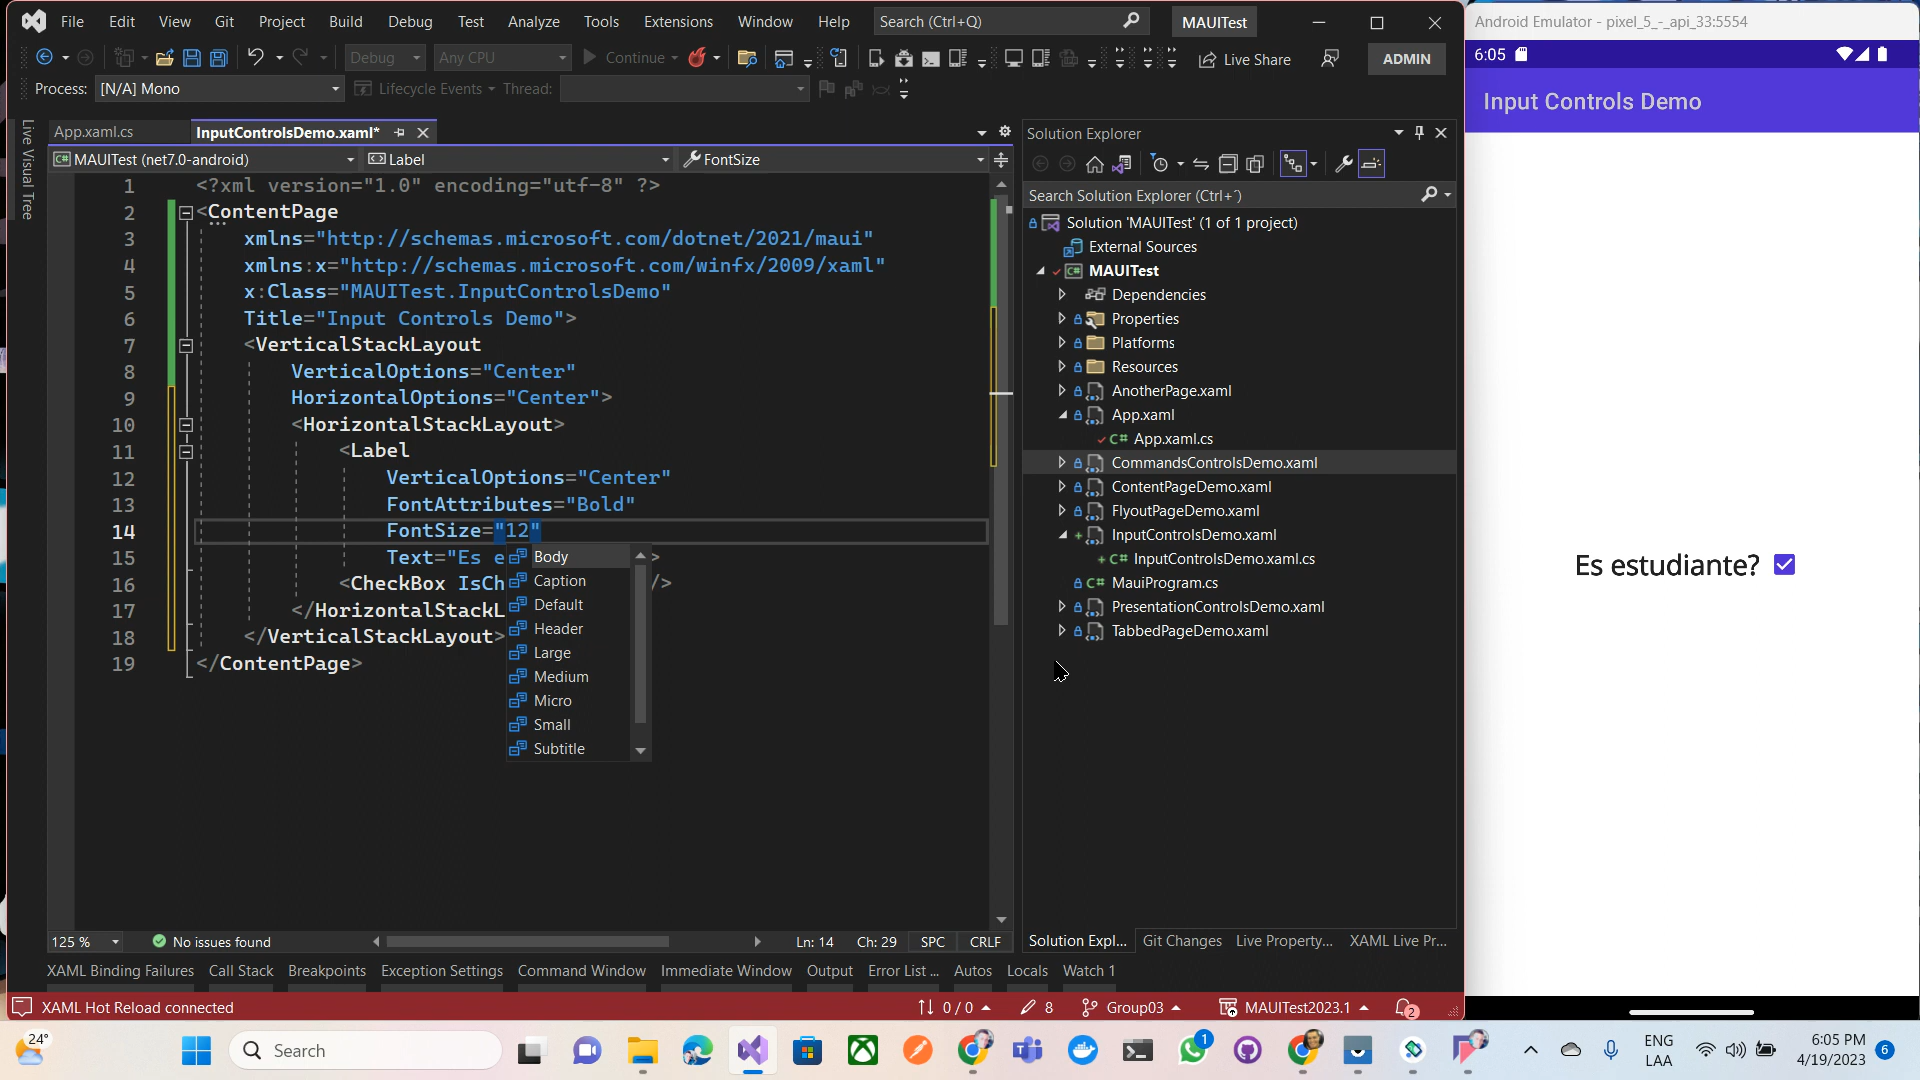 File Edit View Git Project Build Debug Test Analyze Tools Extensions Window Help Search (Ctrl+Q) MAUITest
Debug Any CPU Continue Live Share ADMIN
Process: [N/A] Mono Lifecycle Events Thread:
Live Visual Tree
App.xaml.cs InputControlsDemo.xaml*
MAUITest (net7.0-android) Label FontSize
1 <?xml version="1.0" encoding="utf-8" ?>
2 <ContentPage
3 xmlns="http://schemas.microsoft.com/dotnet/2021/maui"
4 xmlns:x="http://schemas.microsoft.com/winfx/2009/xaml"
5 x:Class="MAUITest.InputControlsDemo"
6 Title="Input Controls Demo">
7 <VerticalStackLayout
8 VerticalOptions="Center"
9 HorizontalOptions="Center">
10 <HorizontalStackLayout>
11 <Label
12 VerticalOptions="Center"
13 FontAttributes="Bold"
14 FontSize="12"
15 Text="Es e >
16 <CheckBox IsCh />
17 </HorizontalStackL
18 </VerticalStackLayout>
19 </ContentPage>
Body
Caption
Default
Header
Large
Medium
Micro
Small
Subtitle
125 % No issues found Ln: 14 Ch: 29 SPC CRLF
Solution Explorer
Search Solution Explorer (Ctrl+´)
Solution 'MAUITest' (1 of 1 project)
External Sources
C# MAUITest
Dependencies
Properties
Platforms
Resources
AnotherPage.xaml
App.xaml
C# App.xaml.cs
CommandsControlsDemo.xaml
ContentPageDemo.xaml
FlyoutPageDemo.xaml
InputControlsDemo.xaml
C# InputControlsDemo.xaml.cs
C# MauiProgram.cs
PresentationControlsDemo.xaml
TabbedPageDemo.xaml
Solution Expl... Git Changes Live Property... XAML Live Pr...
XAML Binding Failures Call Stack Breakpoints Exception Settings Command Window Immediate Window Output Error List ... Autos Locals Watch 1
XAML Hot Reload connected 0 / 0 8 Group03 MAUITest2023.1 2
Android Emulator - pixel_5_-_api_33:5554
6:05
Input Controls Demo
Es estudiante?
24° Search 1 ENG LAA 6:05 PM 4/19/2023 6